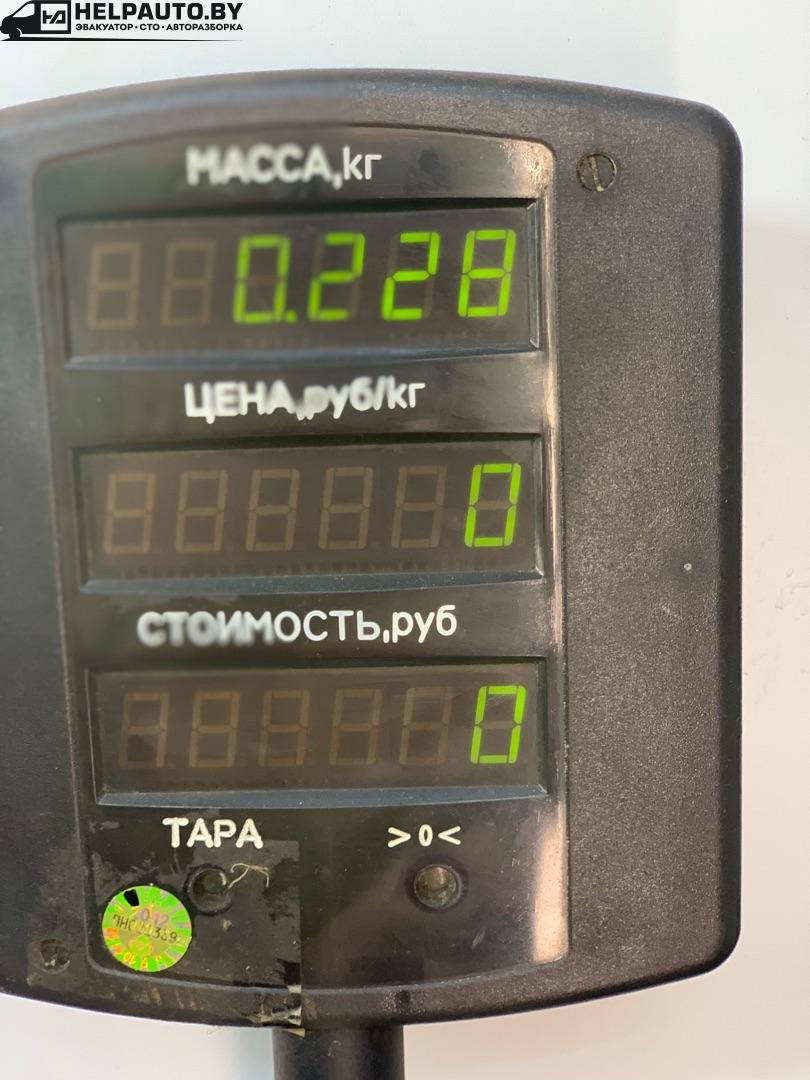 HELPAUTO.BY
ЭВАКУАТОР • СТО • АВТОРАЗБОРКА
МАССА,кг
0.228
ЦЕНА,руб/кг
0
СТОИМОСТЬ,руб
0
ТАРА >0<